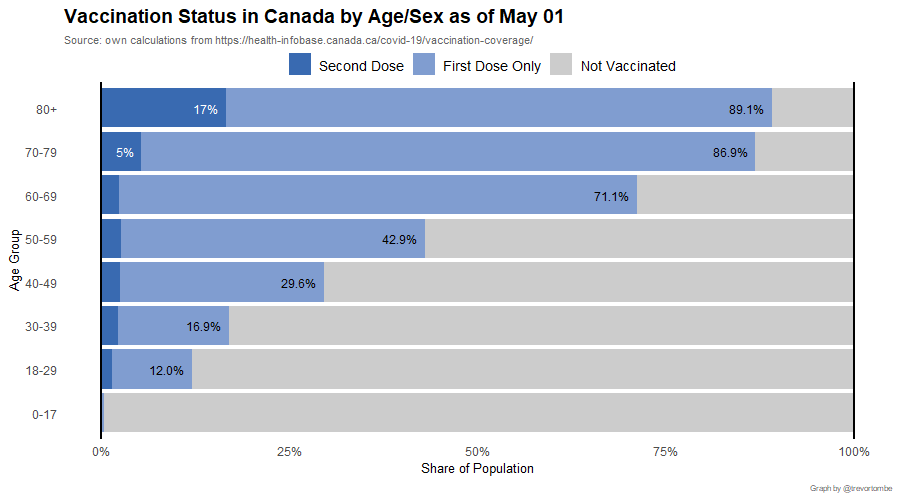 Vaccination Status in Canada by Age/Sex as of May 01
Source: own calculations from https://health-infobase.canada.ca/covid-19/vaccination-coverage/
Second Dose First Dose Only Not Vaccinated
80+ 17% 89.1%
70-79 5% 86.9%
60-69 71.1%
50-59 42.9%
Age Group
40-49 29.6%
30-39 16.9%
18-29 12.0%
0-17
0% 25% 50% 75% 100%
Share of Population
Graph by @trevortombe